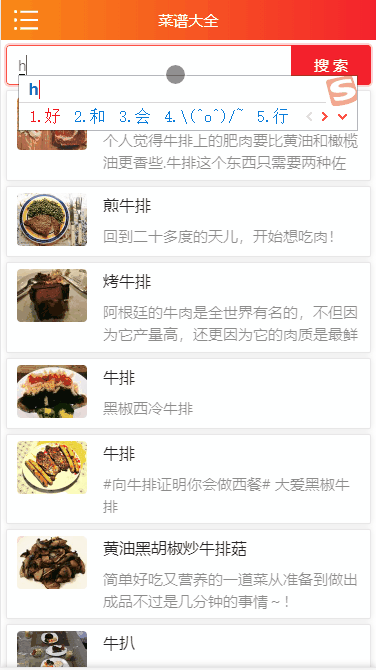 菜谱大全
h
搜 索
h
1.好 2.和 3.会 4.\(^o^)/~ 5.行
个人觉得牛排上的肥肉要比黄油和橄榄
油更香些.牛排这个东西只需要两种佐
煎牛排
回到二十多度的天儿，开始想吃肉！
烤牛排
阿根廷的牛肉是全世界有名的，不但因
为它产量高，还更因为它的肉质是最鲜
牛排
黑椒西冷牛排
牛排
#向牛排证明你会做西餐# 大爱黑椒牛
排
黄油黑胡椒炒牛排菇
简单好吃又营养的一道菜从准备到做出
成品不过是几分钟的事情～！
牛扒